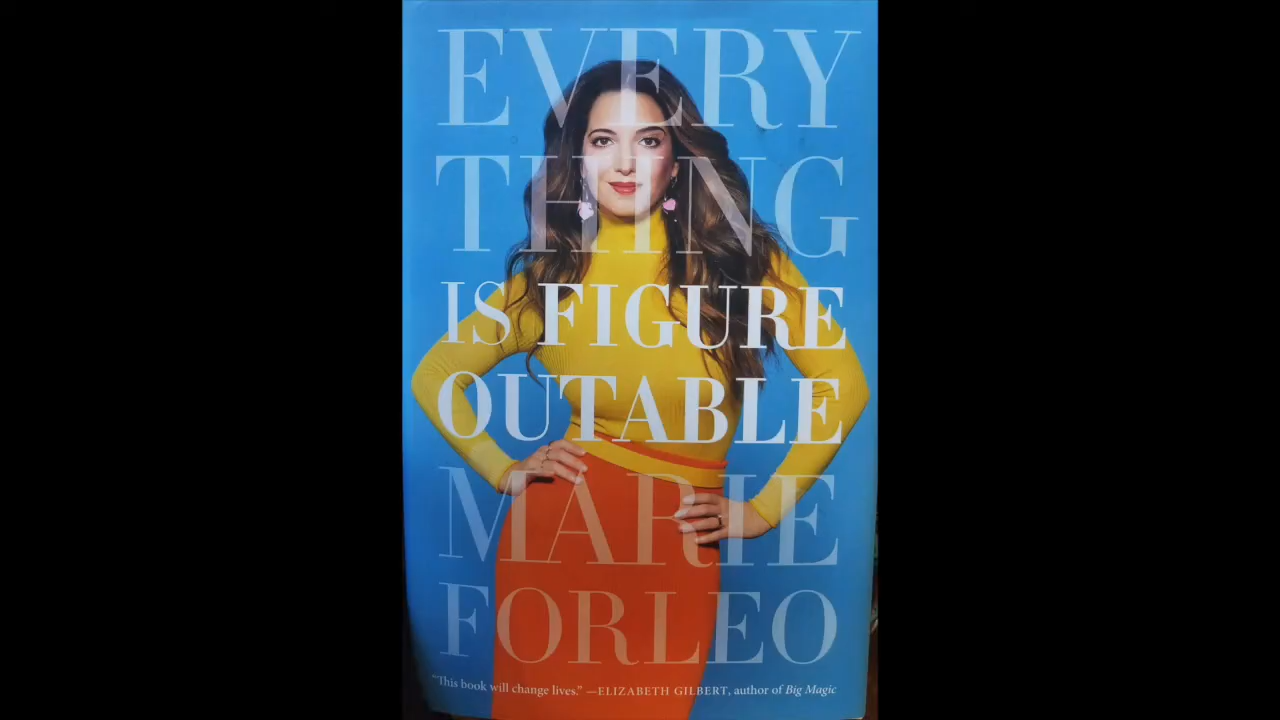 EVERY
THING
IS FIGURE
OUTABLE
MARIE
FORLEO
"This book will change lives." —ELIZABETH GILBERT, author of Big Magic